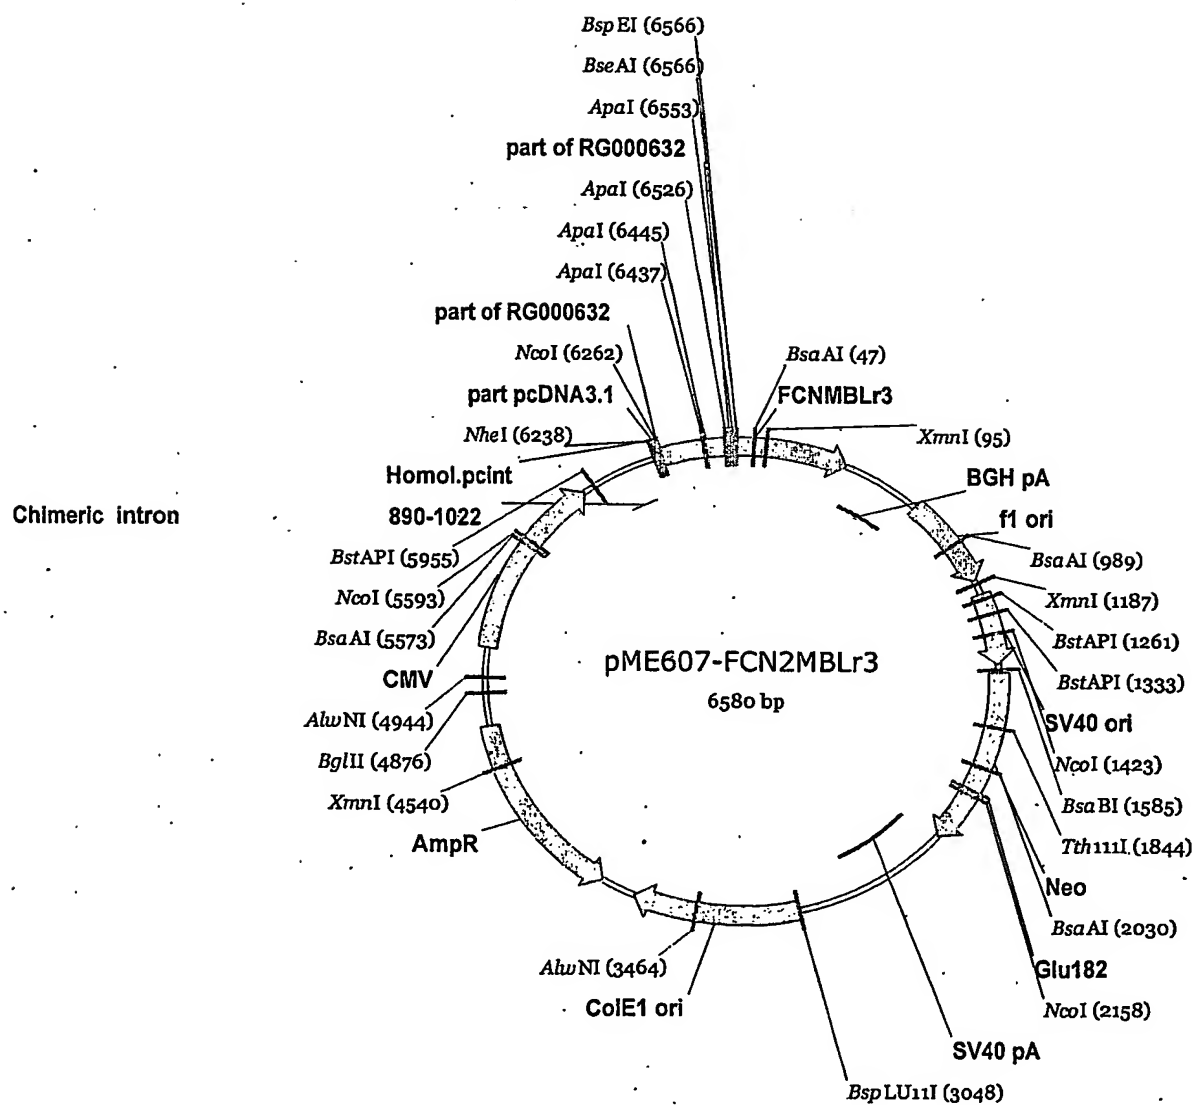 BspEI (6566)
BseAI (6566)
ApaI (6553)
part of RG000632
ApaI (6526)
ApaI (6445)
ApaI (6437)
part of RG000632
NcoI (6262)
BsaAI (47)
part pcDNA3.1
FCNMBLr3
NheI (6238)
XmnI (95)
Homol.pcint
BGH pA
Chimeric intron
890-1022
f1 ori
BstAPI (5955)
BsaAI (989)
NcoI (5593)
XmnI (1187)
BsaAI (5573)
BstAPI (1261)
pME607-FCN2MBLr3
CMV
BstAPI (1333)
6580 bp
AlwNI (4944)
SV40 ori
BglII (4876)
NcoI (1423)
XmnI (4540)
BsaBI (1585)
AmpR
Tth111I (1844)
Neo
BsaAI (2030)
AlwNI (3464)
Glu182
ColE1 ori
NcoI (2158)
SV40 pA
BspLU11I (3048)